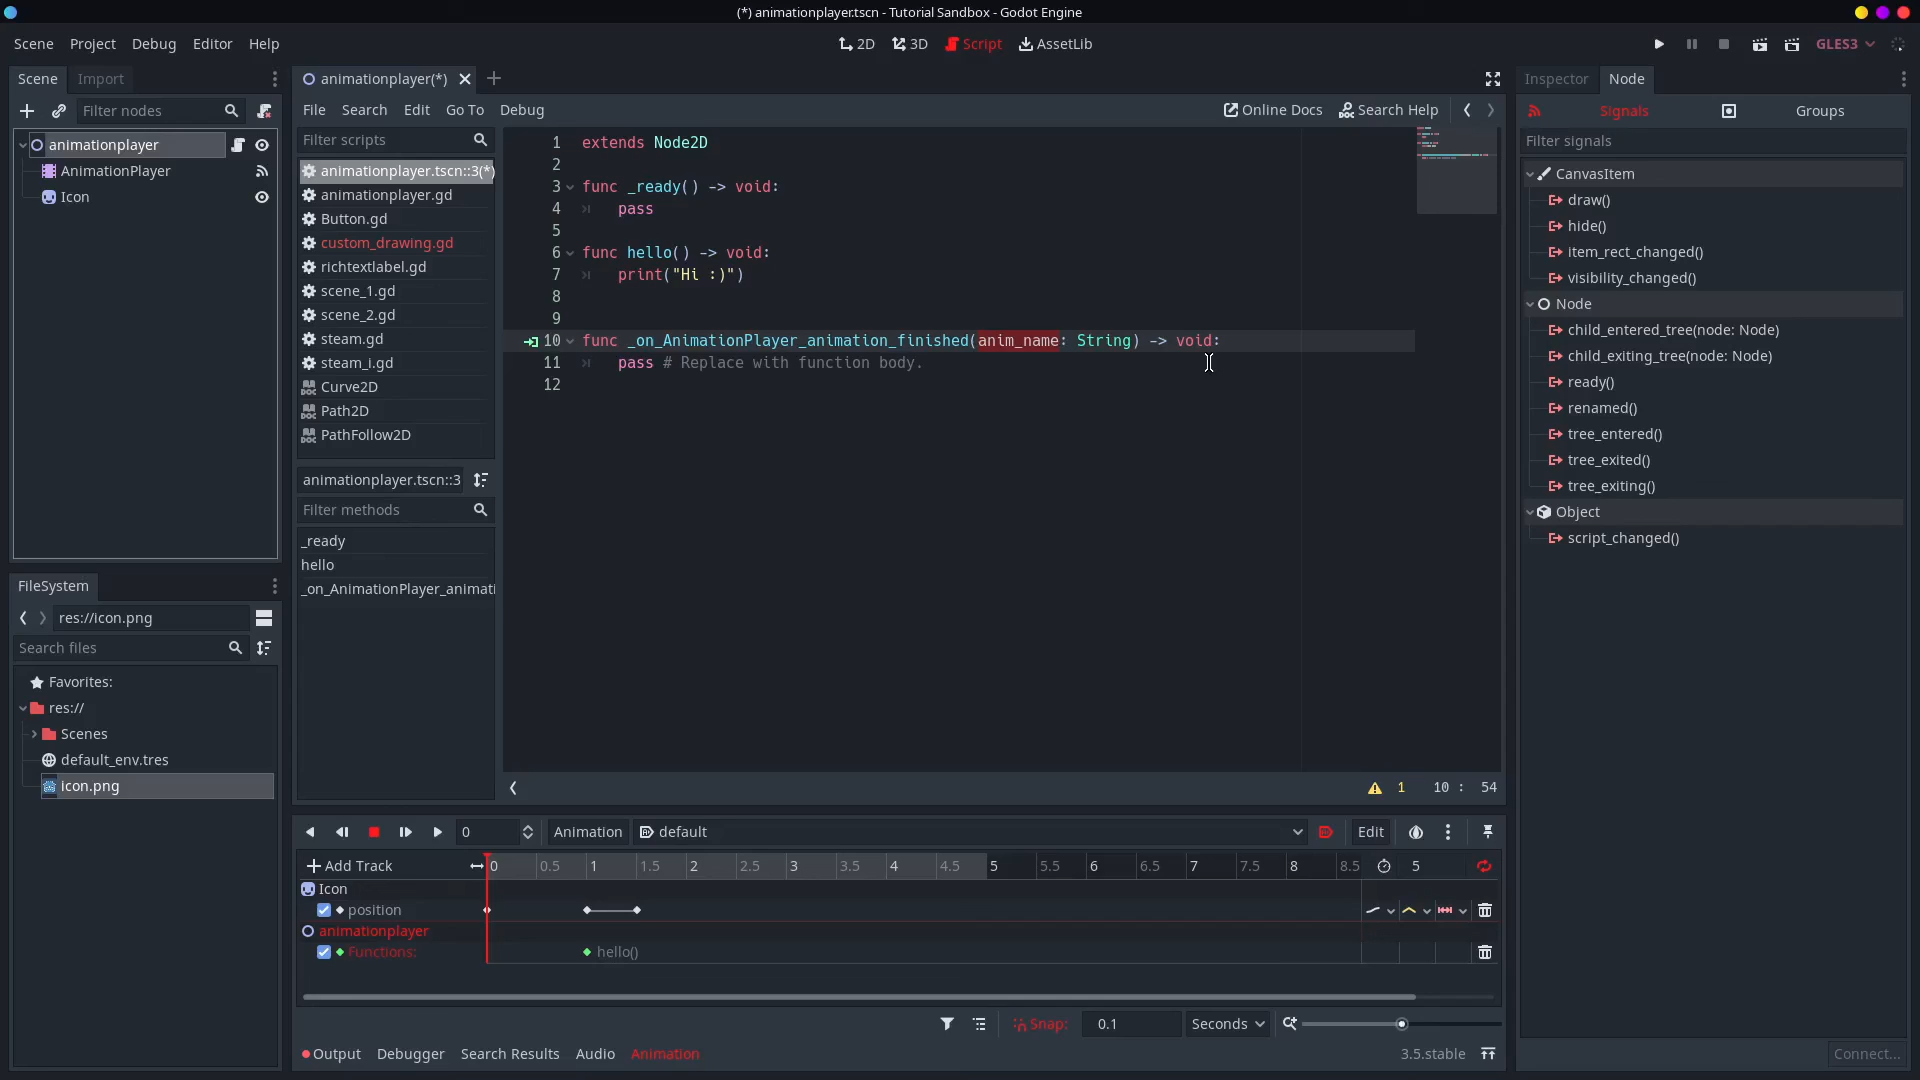 (*) animationplayer.tscn - Tutorial Sandbox - Godot Engine
Scene Project Debug Editor Help
2D 3D Script AssetLib
GLES3
Scene Import
Filter nodes
animationplayer
AnimationPlayer
Icon
FileSystem
res://icon.png
Search files
Favorites:
res://
Scenes
default_env.tres
icon.png
animationplayer(*)
File Search Edit Go To Debug
Online Docs Search Help
Filter scripts
animationplayer.tscn::3(*)
animationplayer.gd
Button.gd
custom_drawing.gd
richtextlabel.gd
scene_1.gd
scene_2.gd
steam.gd
steam_i.gd
Curve2D
Path2D
PathFollow2D
animationplayer.tscn::3
Filter methods
_ready
hello
_on_AnimationPlayer_animati
1 extends Node2D
2
3 func _ready() -> void:
4 pass
5
6 func hello() -> void:
7 print("Hi :)")
8
9
10 func _on_AnimationPlayer_animation_finished(anim_name: String) -> void:
11 pass # Replace with function body.
12
1 10 : 54
0 Animation default Edit
Add Track 0 0.5 1 1.5 2 2.5 3 3.5 4 4.5 5 5.5 6 6.5 7 7.5 8 8.5 5
Icon
position
animationplayer
Functions: hello()
Snap: 0.1 Seconds
Output Debugger Search Results Audio Animation 3.5.stable
Inspector Node
Signals Groups
Filter signals
CanvasItem
draw()
hide()
item_rect_changed()
visibility_changed()
Node
child_entered_tree(node: Node)
child_exiting_tree(node: Node)
ready()
renamed()
tree_entered()
tree_exited()
tree_exiting()
Object
script_changed()
Connect...